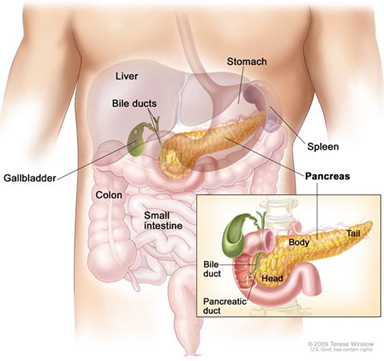 Stomach
Liver
Bile ducts
Spleen
Gallbladder
Pancreas
Colon
Small
intestine
Body
Tail
Bile
duct
Head
Pancreatic
duct
© 2009 Terese Winslow
U.S. Govt. has certain rights